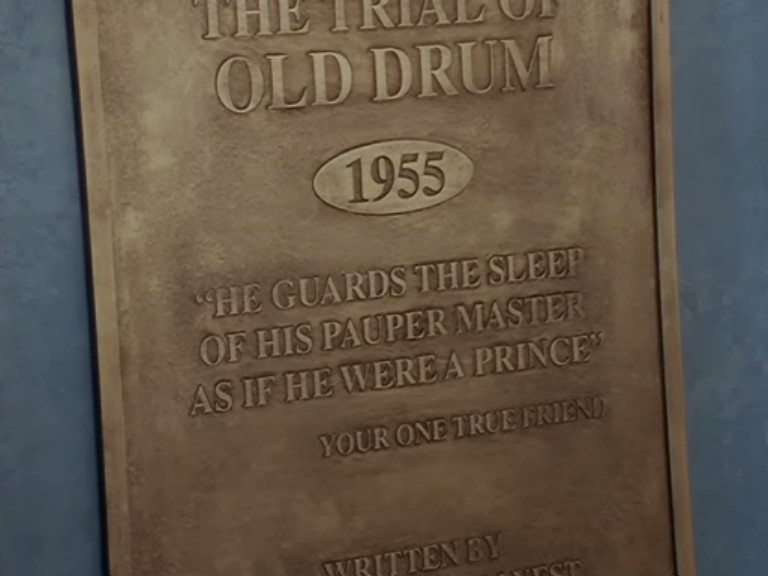 THE TRIAL OF
OLD DRUM
1955
"HE GUARDS THE SLEEP
OF HIS PAUPER MASTER
AS IF HE WERE A PRINCE"
YOUR ONE TRUE FRIEND
WRITTEN BY